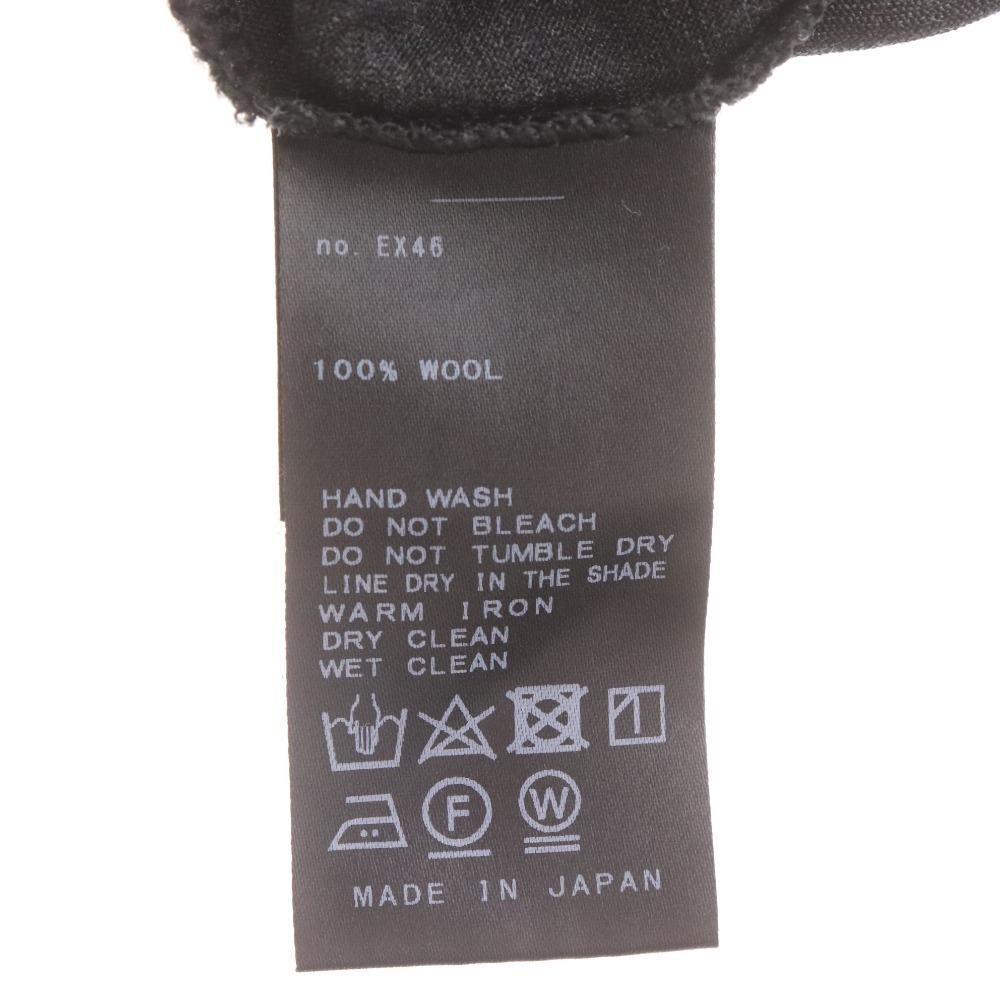 no. EX46
100% WOOL
HAND WASH
DO NOT BLEACH
DO NOT TUMBLE DRY
LINE DRY IN THE SHADE
WARM IRON
DRY CLEAN
WET CLEAN
F W
MADE IN JAPAN